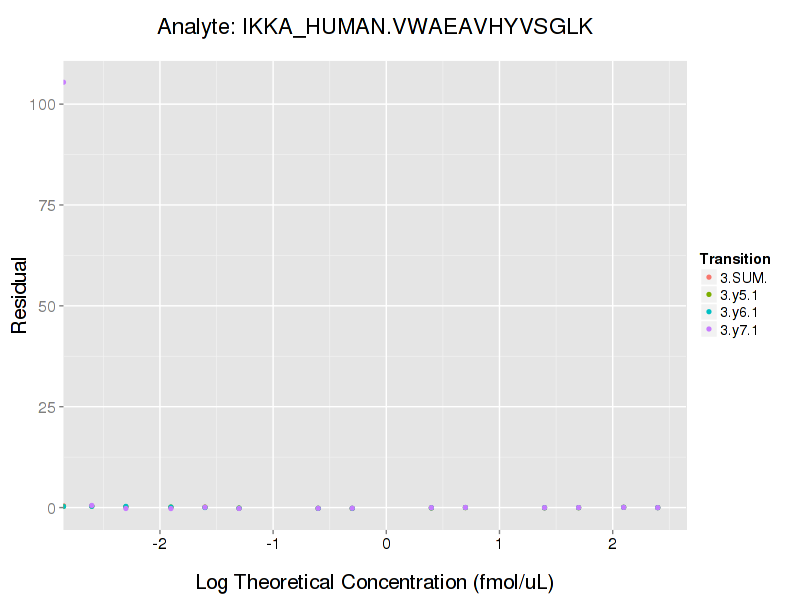 Analyte: IKKA_HUMAN.VWAEAVHYVSGLK
100
75
50
25
0
Residual
-2
-1
0
1
2
Log Theoretical Concentration (fmol/uL)
Transition
3.SUM.
3.y5.1
3.y6.1
3.y7.1